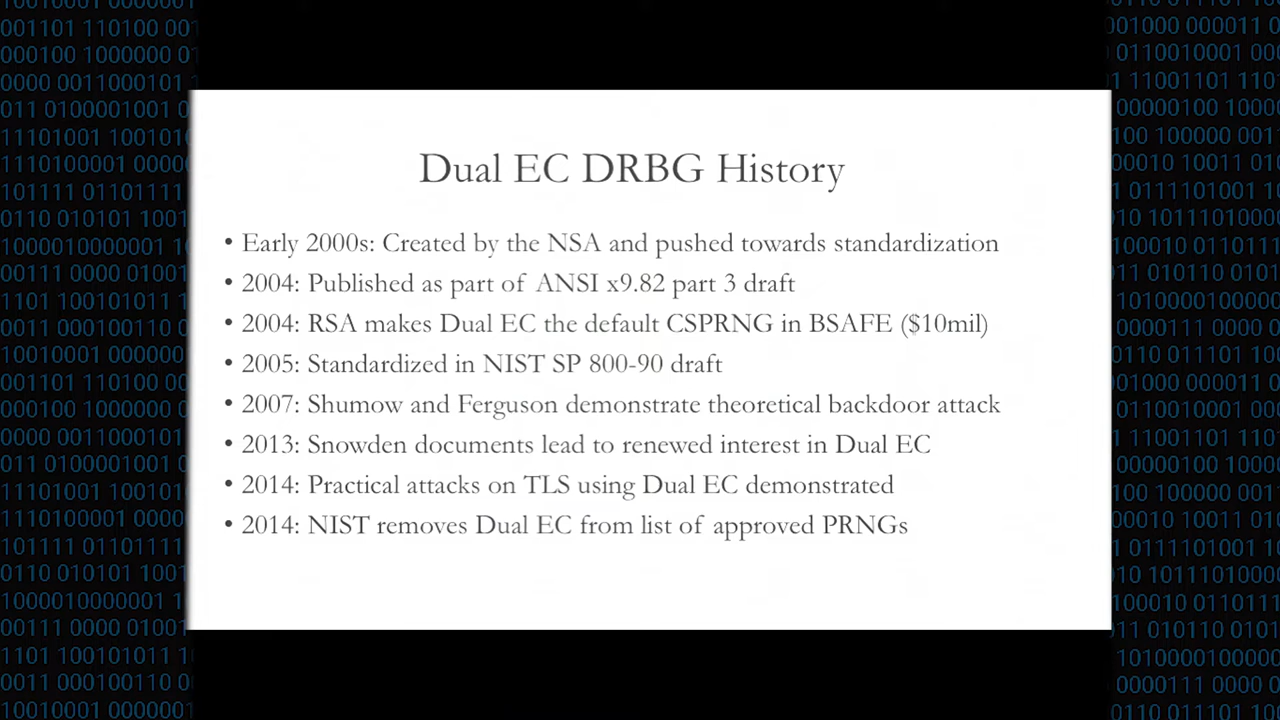 Dual EC DRBG History
• Early 2000s: Created by the NSA and pushed towards standardization
• 2004: Published as part of ANSI x9.82 part 3 draft
• 2004: RSA makes Dual EC the default CSPRNG in BSAFE ($10mil)
• 2005: Standardized in NIST SP 800-90 draft
• 2007: Shumow and Ferguson demonstrate theoretical backdoor attack
• 2013: Snowden documents lead to renewed interest in Dual EC
• 2014: Practical attacks on TLS using Dual EC demonstrated
• 2014: NIST removes Dual EC from list of approved PRNGs